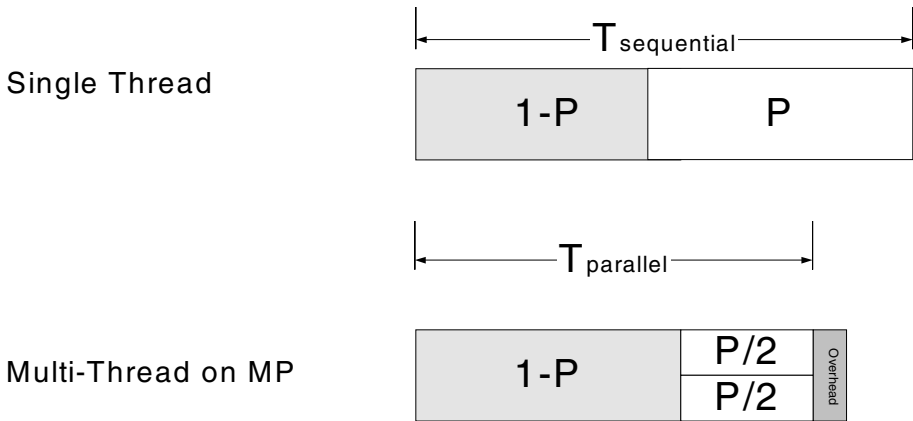 T sequential
Single Thread
1-P
P
T parallel
Multi-Thread on MP
1-P
P/2
P/2
Overhead